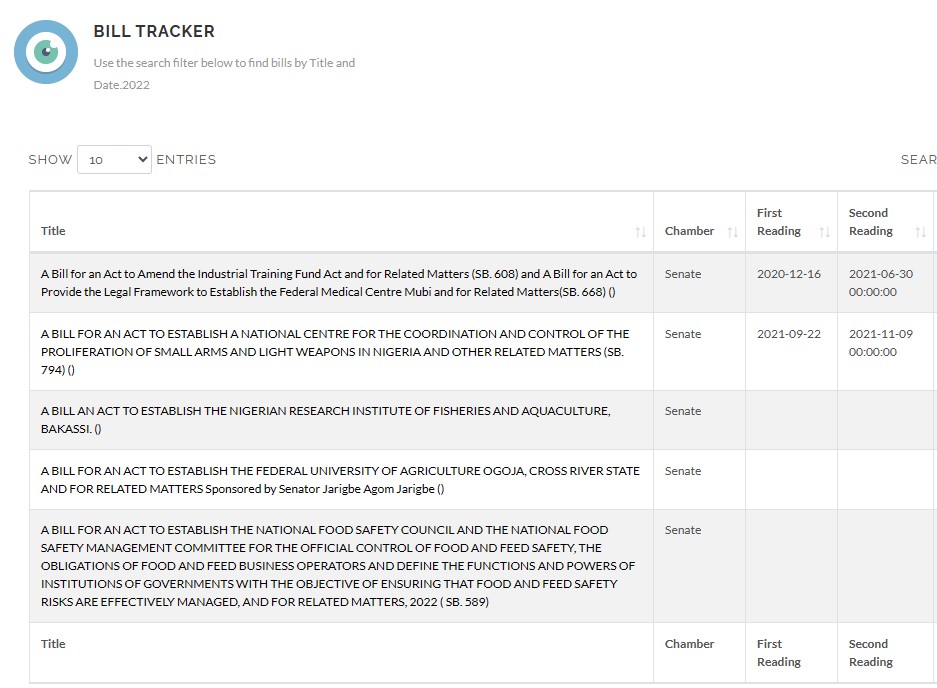 BILL TRACKER
Use the search filter below to find bills by Title and
Date.2022
SHOW 10 ENTRIES
SEAR
Title
Chamber
First
Reading
Second
Reading
A Bill for an Act to Amend the Industrial Training Fund Act and for Related Matters (SB. 608) and A Bill for an Act to
Provide the Legal Framework to Establish the Federal Medical Centre Mubi and for Related Matters(SB. 668) ()
Senate
2020-12-16
2021-06-30
00:00:00
A BILL FOR AN ACT TO ESTABLISH A NATIONAL CENTRE FOR THE COORDINATION AND CONTROL OF THE
PROLIFERATION OF SMALL ARMS AND LIGHT WEAPONS IN NIGERIA AND OTHER RELATED MATTERS (SB.
794) ()
Senate
2021-09-22
2021-11-09
00:00:00
A BILL AN ACT TO ESTABLISH THE NIGERIAN RESEARCH INSTITUTE OF FISHERIES AND AQUACULTURE,
BAKASSI. ()
Senate
A BILL FOR AN ACT TO ESTABLISH THE FEDERAL UNIVERSITY OF AGRICULTURE OGOJA, CROSS RIVER STATE
AND FOR RELATED MATTERS Sponsored by Senator Jarigbe Agom Jarigbe ()
Senate
A BILL FOR AN ACT TO ESTABLISH THE NATIONAL FOOD SAFETY COUNCIL AND THE NATIONAL FOOD
SAFETY MANAGEMENT COMMITTEE FOR THE OFFICIAL CONTROL OF FOOD AND FEED SAFETY, THE
OBLIGATIONS OF FOOD AND FEED BUSINESS OPERATORS AND DEFINE THE FUNCTIONS AND POWERS OF
INSTITUTIONS OF GOVERNMENTS WITH THE OBJECTIVE OF ENSURING THAT FOOD AND FEED SAFETY
RISKS ARE EFFECTIVELY MANAGED, AND FOR RELATED MATTERS, 2022 ( SB. 589)
Senate
Title
Chamber
First
Reading
Second
Reading